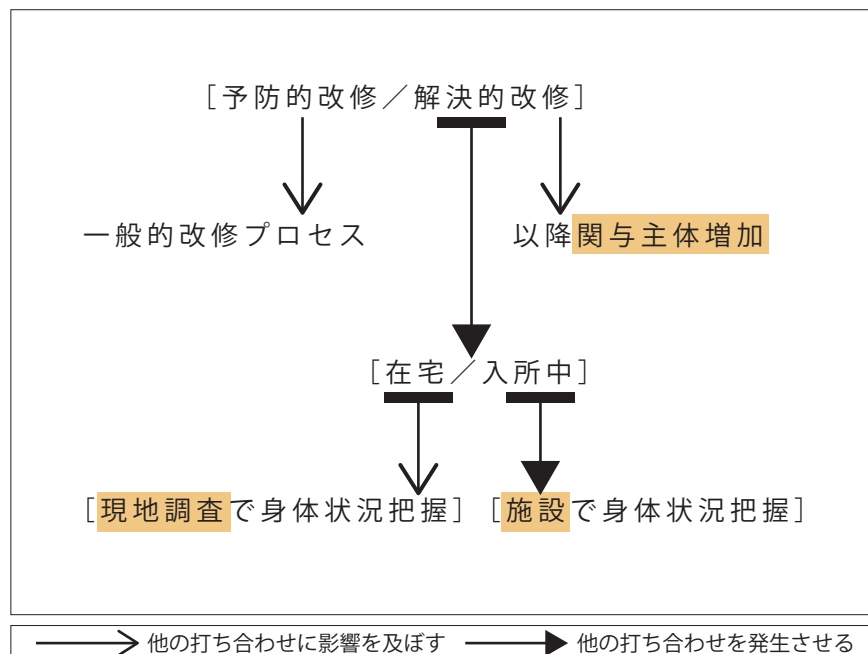 ［予防的改修／解決的改修］
一般的改修プロセス　以降関与主体増加
［在宅／入所中］
［現地調査で身体状況把握］［施設で身体状況把握］
他の打ち合わせに影響を及ぼす　他の打ち合わせを発生させる